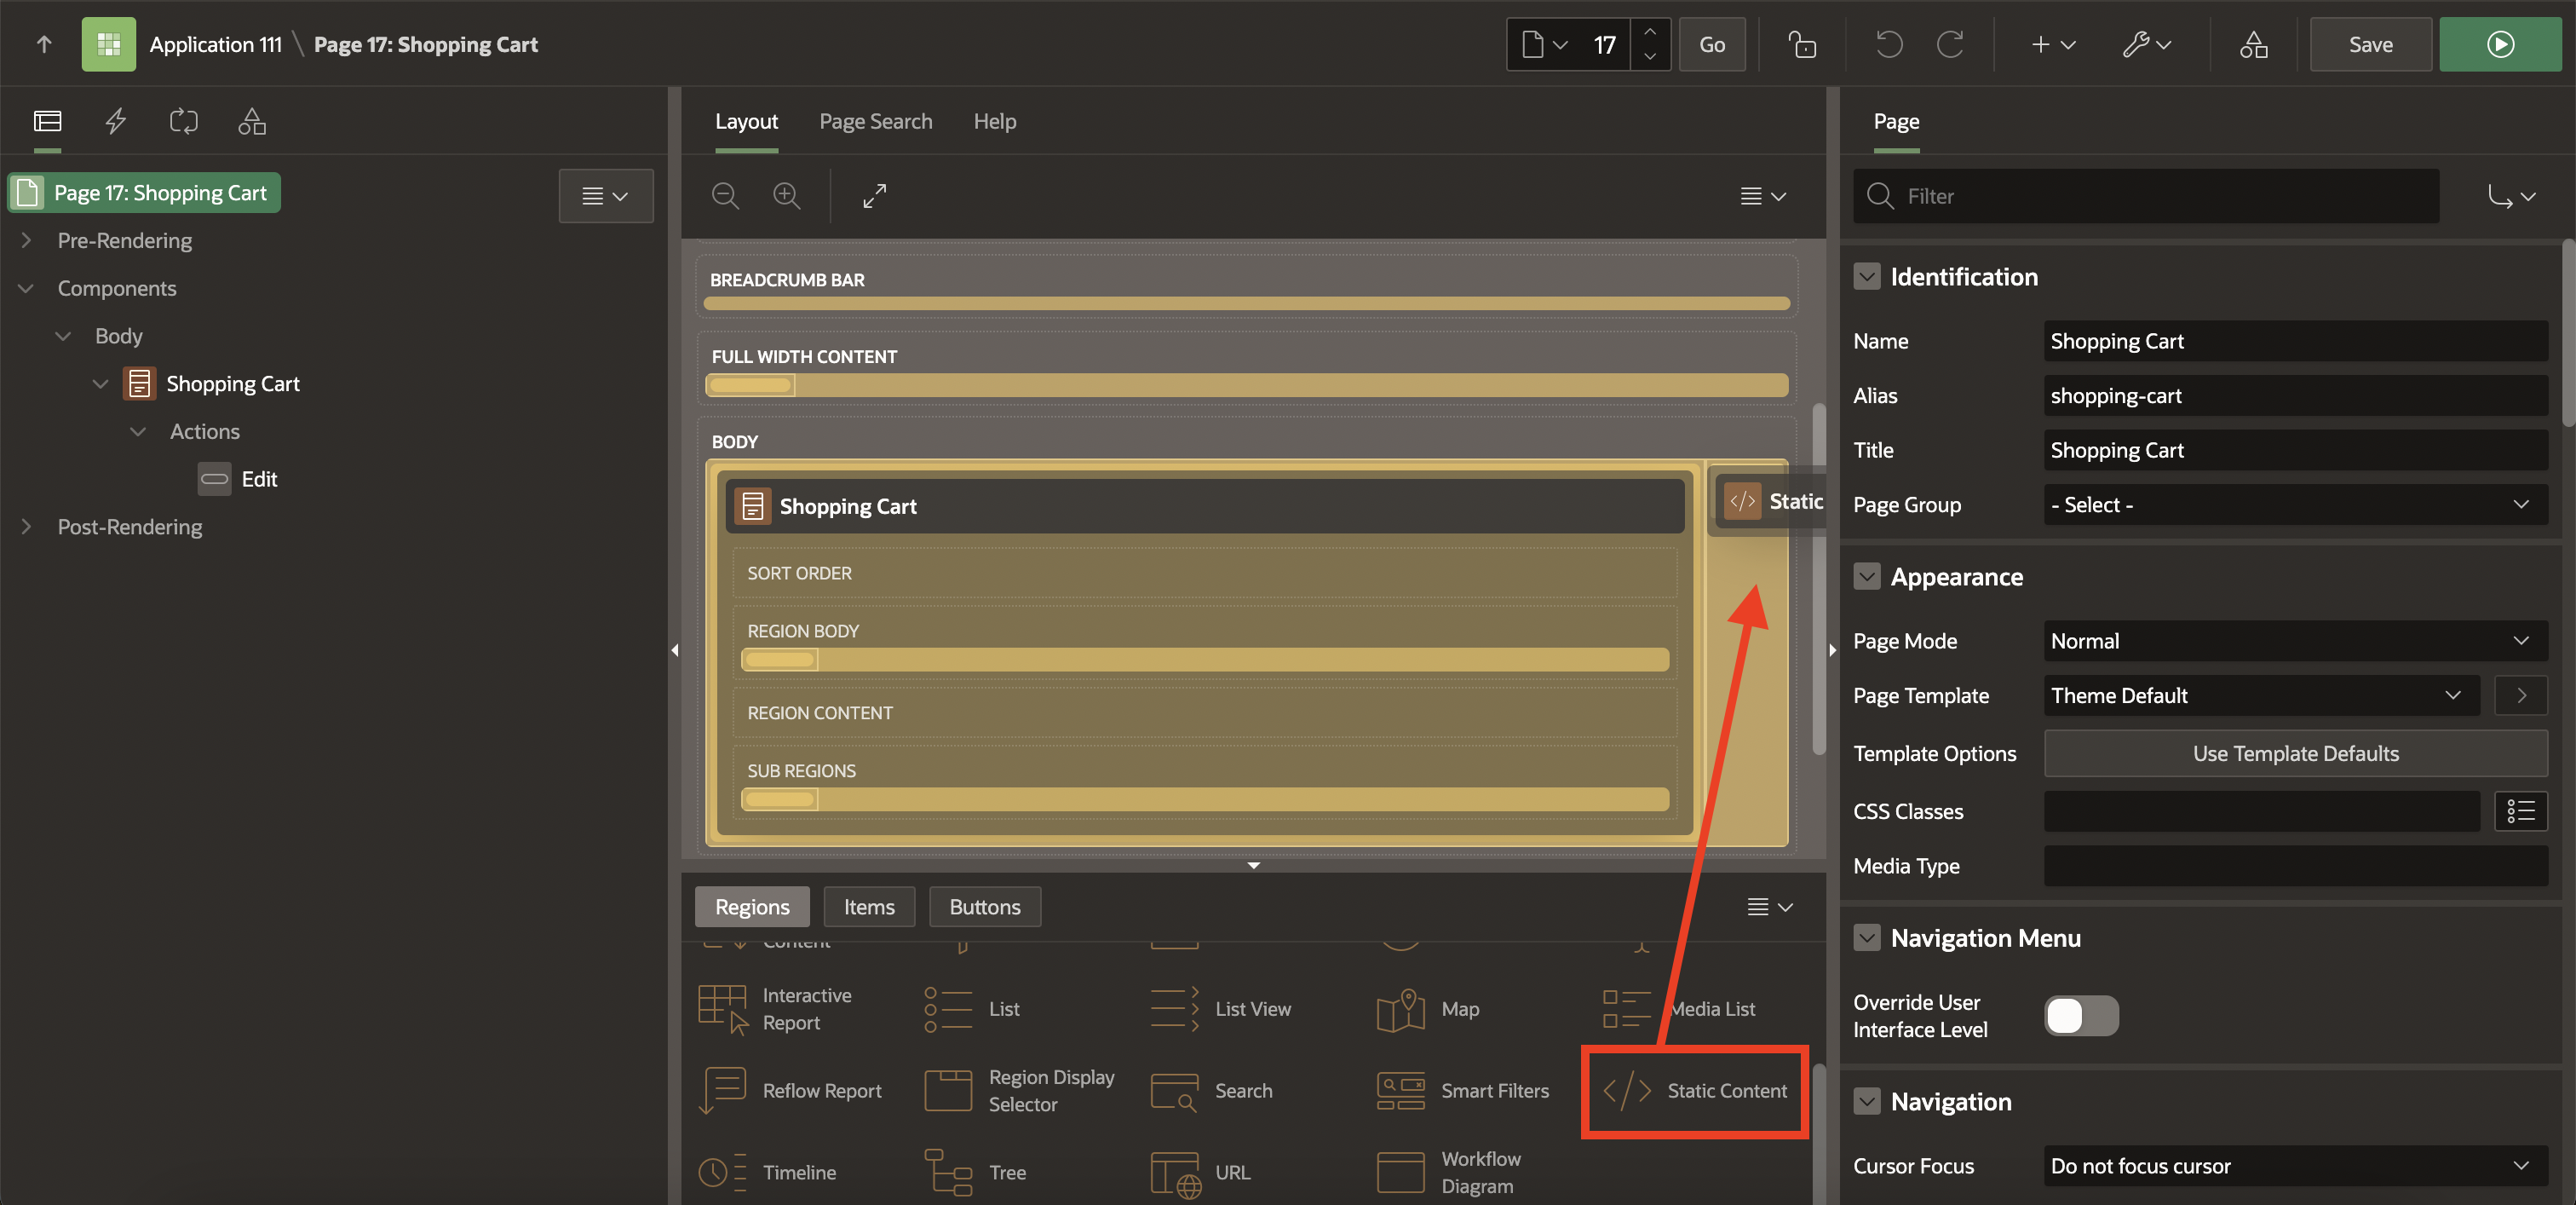 Application 111 \ Page 17: Shopping Cart
17
Go
Save
Page 17: Shopping Cart
Pre-Rendering
Components
Body
Shopping Cart
Actions
Edit
Post-Rendering
Layout Page Search Help
BREADCRUMB BAR
FULL WIDTH CONTENT
BODY
Shopping Cart
Static
SORT ORDER
REGION BODY
REGION CONTENT
SUB REGIONS
Regions Items Buttons
Content
Interactive
Report
List
List View
Map
Media List
Reflow Report
Region Display
Selector
Search
Smart Filters
Static Content
Timeline
Tree
URL
Workflow
Diagram
Page
Filter
Identification
Name Shopping Cart
Alias shopping-cart
Title Shopping Cart
Page Group - Select -
Appearance
Page Mode Normal
Page Template Theme Default
Template Options Use Template Defaults
CSS Classes
Media Type
Navigation Menu
Override User
Interface Level
Navigation
Cursor Focus Do not focus cursor